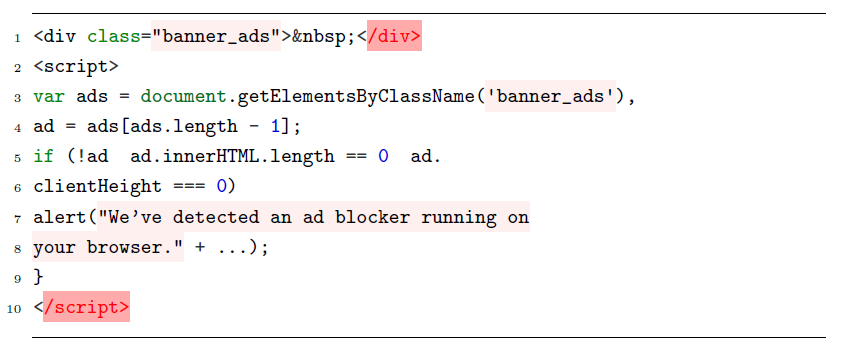 1 <div class="banner_ads">&nbsp;</div>
2 <script>
3 var ads = document.getElementsByClassName('banner_ads'),
4 ad = ads[ads.length - 1];
5 if (!ad  ad.innerHTML.length == 0  ad.
6 clientHeight === 0)
7 alert("We’ve detected an ad blocker running on
8 your browser." + ...);
9 }
10 </script>